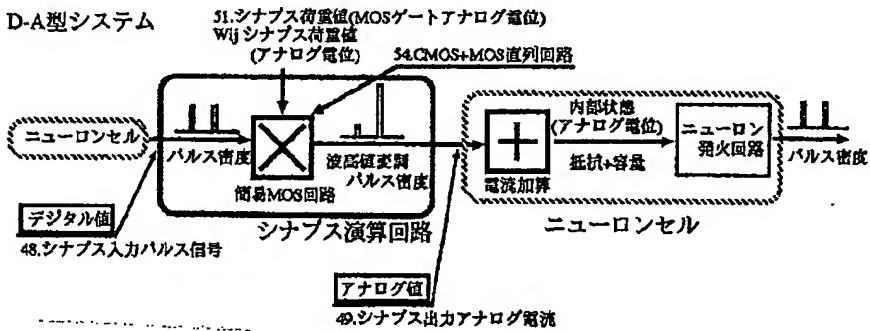 D-A型システム
51.シナプス荷重値(MOSゲートアナログ電位)
Wij シナプス荷重値
(アナログ電位)
54.CMOS+MOS直列回路
ニューロンセル
パルス密度
簡易MOS回路
波高値変調
パルス密度
シナプス演算回路
電流加算
内部状態
(アナログ電位)
抵抗+容量
ニューロン
発火回路
パルス密度
ニューロンセル
デジタル値
48.シナプス入力パルス信号
アナログ値
49.シナプス出力アナログ電流